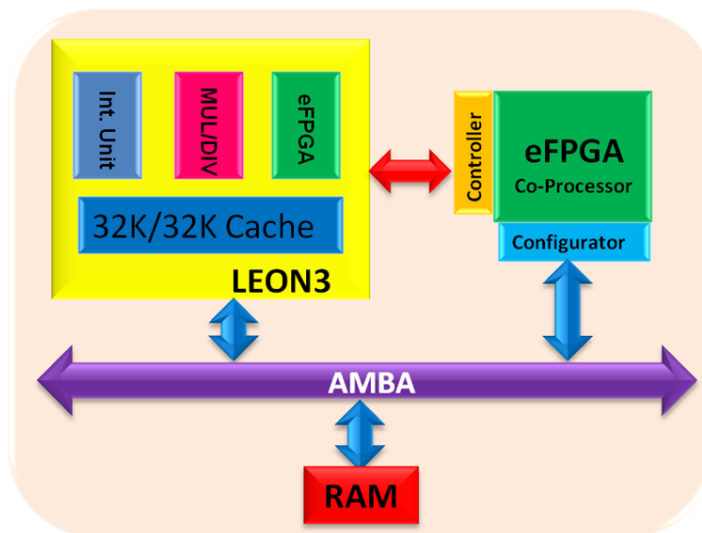 Int. Unit
MUL/DIV
eFPGA
32K/32K Cache
LEON3
Controller
eFPGA
Co-Processor
Configurator
AMBA
RAM